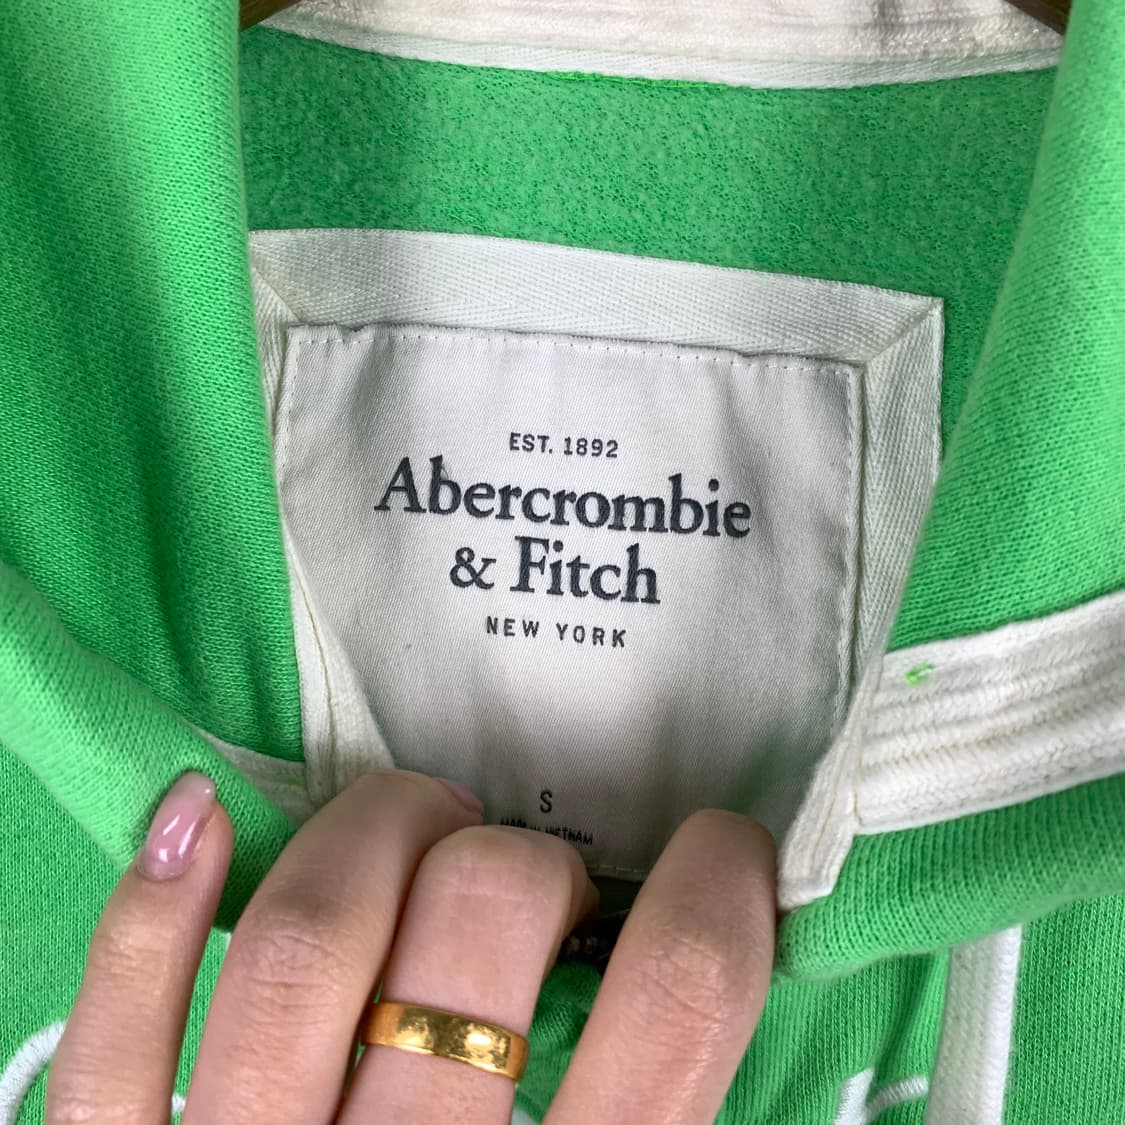 EST. 1892
Abercrombie
& Fitch
NEW YORK
S
MADE IN VIETNAM